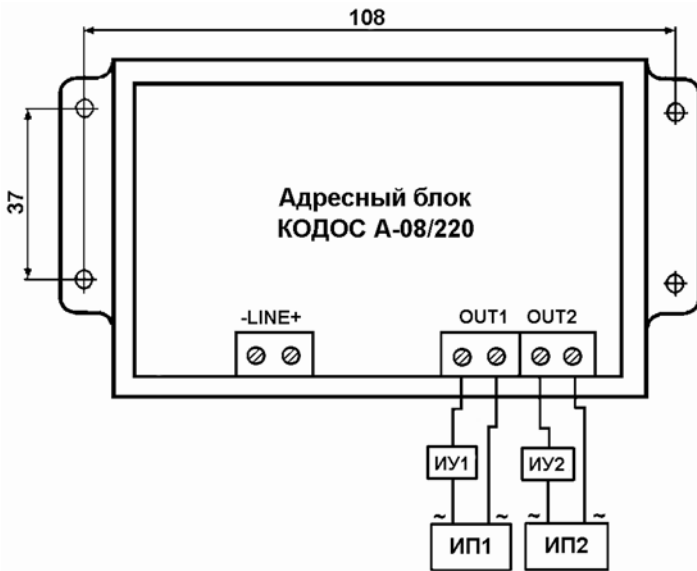 108
37
Адресный блок
КОДОС А-08/220
-LINE+
OUT1 OUT2
ИУ1 ИУ2
~ ~ ~ ~
ИП1 ИП2